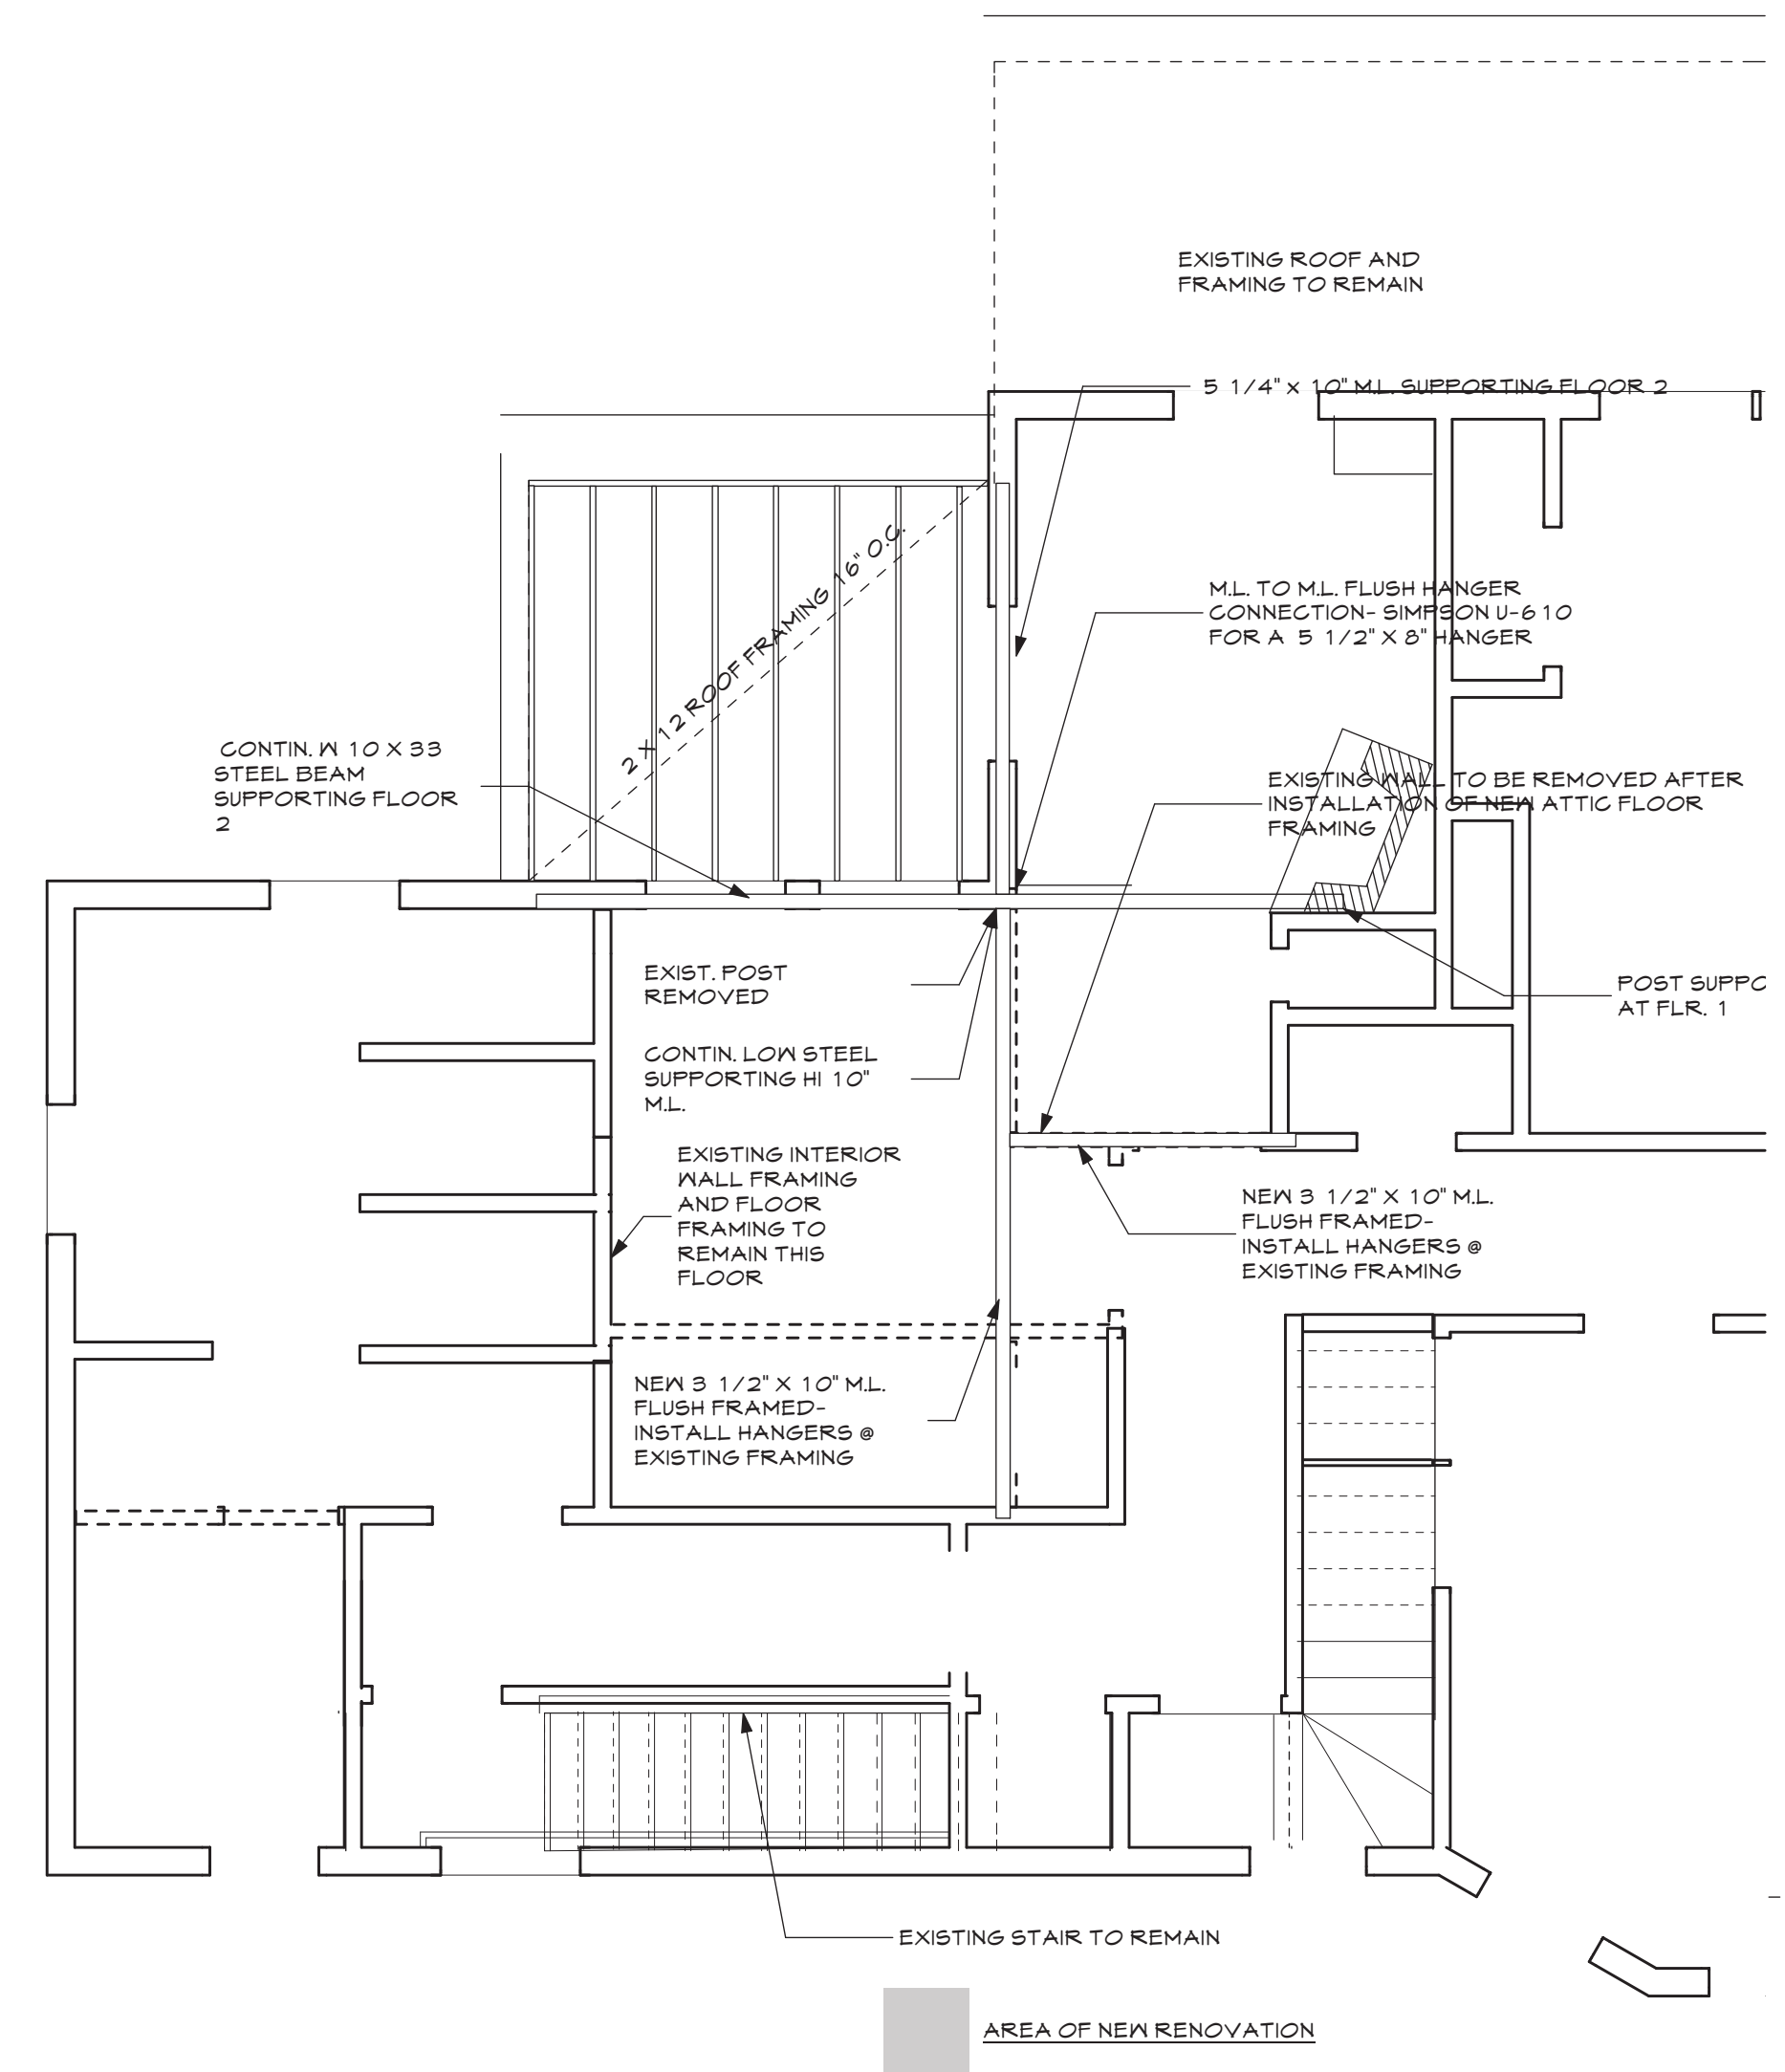 EXISTING ROOF AND
FRAMING TO REMAIN
5 1/4" x 10" M.L. SUPPORTING FLOOR 2
2 X 12 ROOF FRAMING 16" O.C.
M.L. TO M.L. FLUSH HANGER
CONNECTION- SIMPSON U-610
FOR A 5 1/2" X 8" HANGER
CONTIN. W 10 X 33
STEEL BEAM
SUPPORTING FLOOR
2
EXISTING WALL TO BE REMOVED AFTER
INSTALLATION OF NEW ATTIC FLOOR
FRAMING
EXIST. POST
REMOVED
POST SUPPO
AT FLR. 1
CONTIN. LOW STEEL
SUPPORTING HI 10"
M.L.
EXISTING INTERIOR
WALL FRAMING
AND FLOOR
FRAMING TO
REMAIN THIS
FLOOR
NEW 3 1/2" X 10" M.L.
FLUSH FRAMED-
INSTALL HANGERS @
EXISTING FRAMING
NEW 3 1/2" X 10" M.L.
FLUSH FRAMED-
INSTALL HANGERS @
EXISTING FRAMING
EXISTING STAIR TO REMAIN
AREA OF NEW RENOVATION